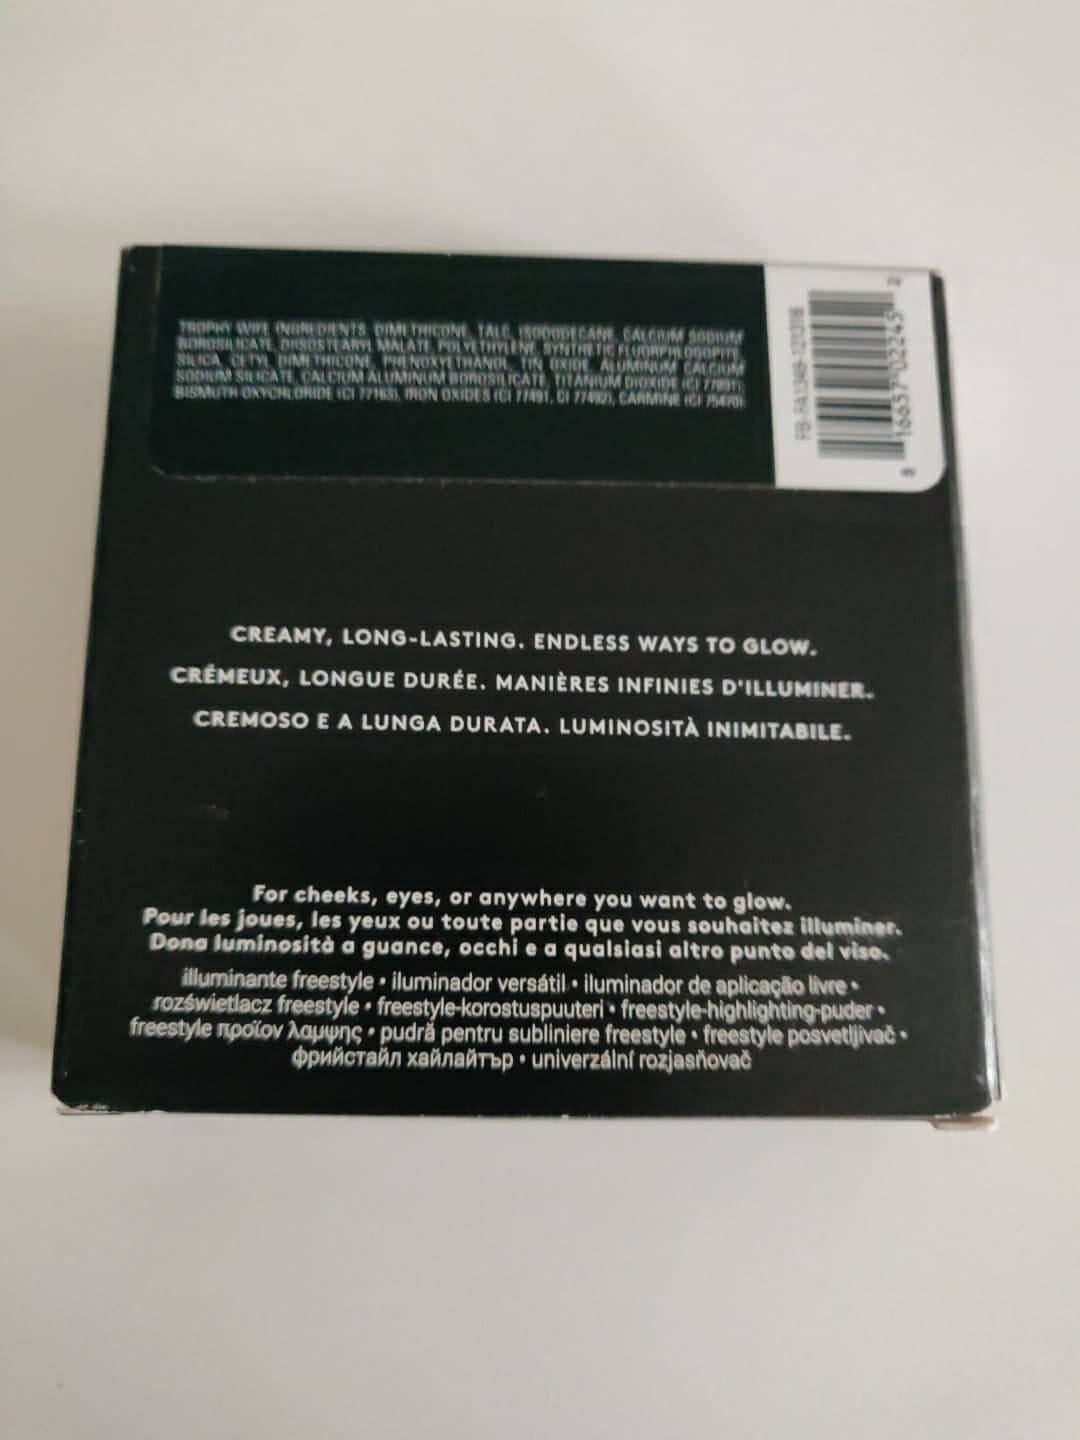 TROPHY WIFE INGREDIENTS: DIMETHICONE, TALC, ISODODECANE, CALCIUM SODIUM
BOROSILICATE, DIISOSTEARYL MALATE, POLYETHYLENE, SYNTHETIC FLUORPHLOGOPITE,
SILICA, CETYL DIMETHICONE, PHENOXYETHANOL, TIN OXIDE, ALUMINUM CALCIUM
SODIUM SILICATE, CALCIUM ALUMINUM BOROSILICATE, TITANIUM DIOXIDE (CI 77891),
BISMUTH OXYCHLORIDE (CI 77163), IRON OXIDES (CI 77491, CI 77492), CARMINE (CI 75470).
8 16657 02245 2
CREAMY, LONG-LASTING. ENDLESS WAYS TO GLOW.
CRÉMEUX, LONGUE DURÉE. MANIÈRES INFINIES D'ILLUMINER.
CREMOSO E A LUNGA DURATA. LUMINOSITÀ INIMITABILE.
For cheeks, eyes, or anywhere you want to glow.
Pour les joues, les yeux ou toute partie que vous souhaitez illuminer.
Dona luminosità a guance, occhi e a qualsiasi altro punto del viso.
illuminante freestyle • iluminador versátil • iluminador de aplicação livre •
rozświetlacz freestyle • freestyle-korostuspuuteri • freestyle-highlighting-puder •
freestyle προϊον λαμψης • pudră pentru subliniere freestyle • freestyle posvetljivač •
фрийстайл хайлайтър • univerzální rozjasňovač